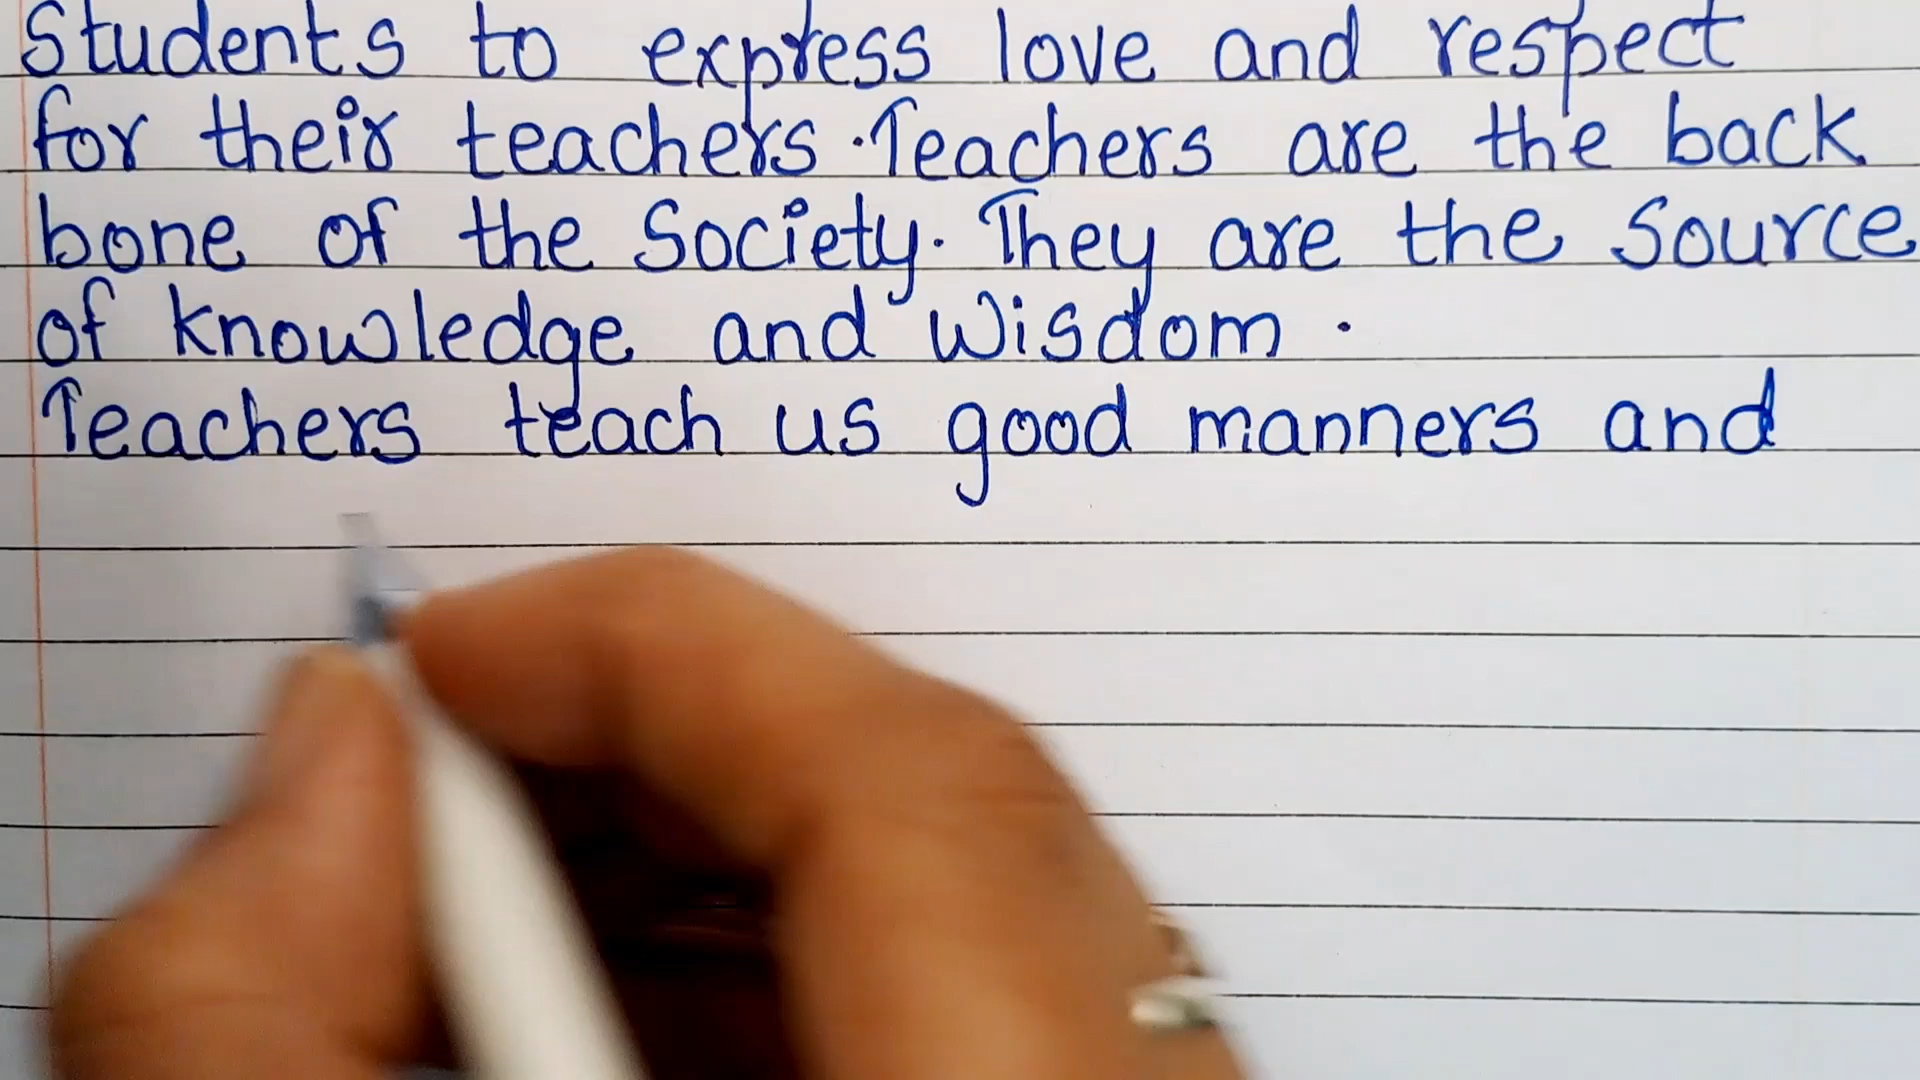 Students to express love and respect
for their teachers. Teachers are the back
bone of the Society. They are the Source
of knowledge and Wisdom.
Teachers teach us good manners and